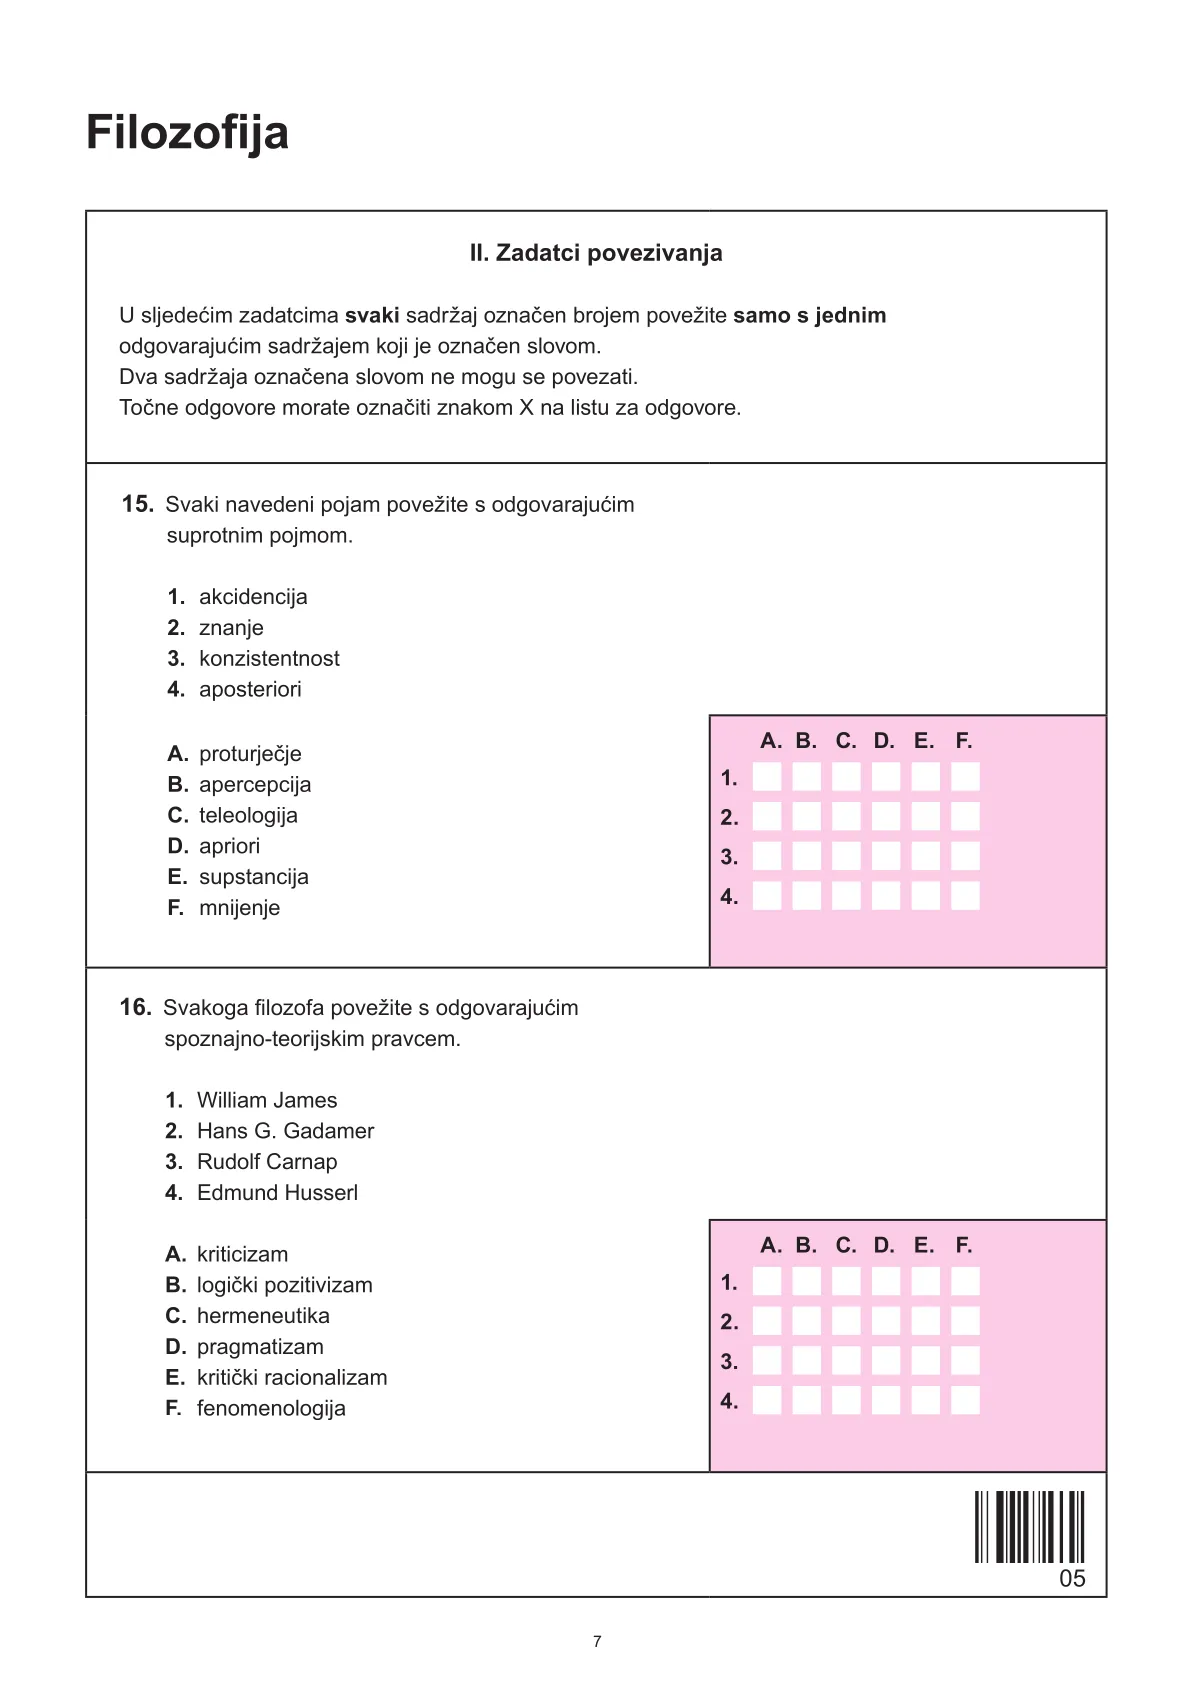 Filozofija
II. Zadatci povezivanja
U sljedećim zadatcima svaki sadržaj označen brojem povežite samo s jednim
odgovarajućim sadržajem koji je označen slovom.
Dva sadržaja označena slovom ne mogu se povezati.
Točne odgovore morate označiti znakom X na listu za odgovore.
15. Svaki navedeni pojam povežite s odgovarajućim
suprotnim pojmom.
1. akcidencija
2. znanje
3. konzistentnost
4. aposteriori
A. proturječje
B. apercepcija
C. teleologija
D. apriori
E. supstancija
F. mnijenje
A. B. C. D. E. F.
1.
2.
3.
4.
16. Svakoga filozofa povežite s odgovarajućim
spoznajno-teorijskim pravcem.
1. William James
2. Hans G. Gadamer
3. Rudolf Carnap
4. Edmund Husserl
A. kriticizam
B. logički pozitivizam
C. hermeneutika
D. pragmatizam
E. kritički racionalizam
F. fenomenologija
A. B. C. D. E. F.
1.
2.
3.
4.
05
7